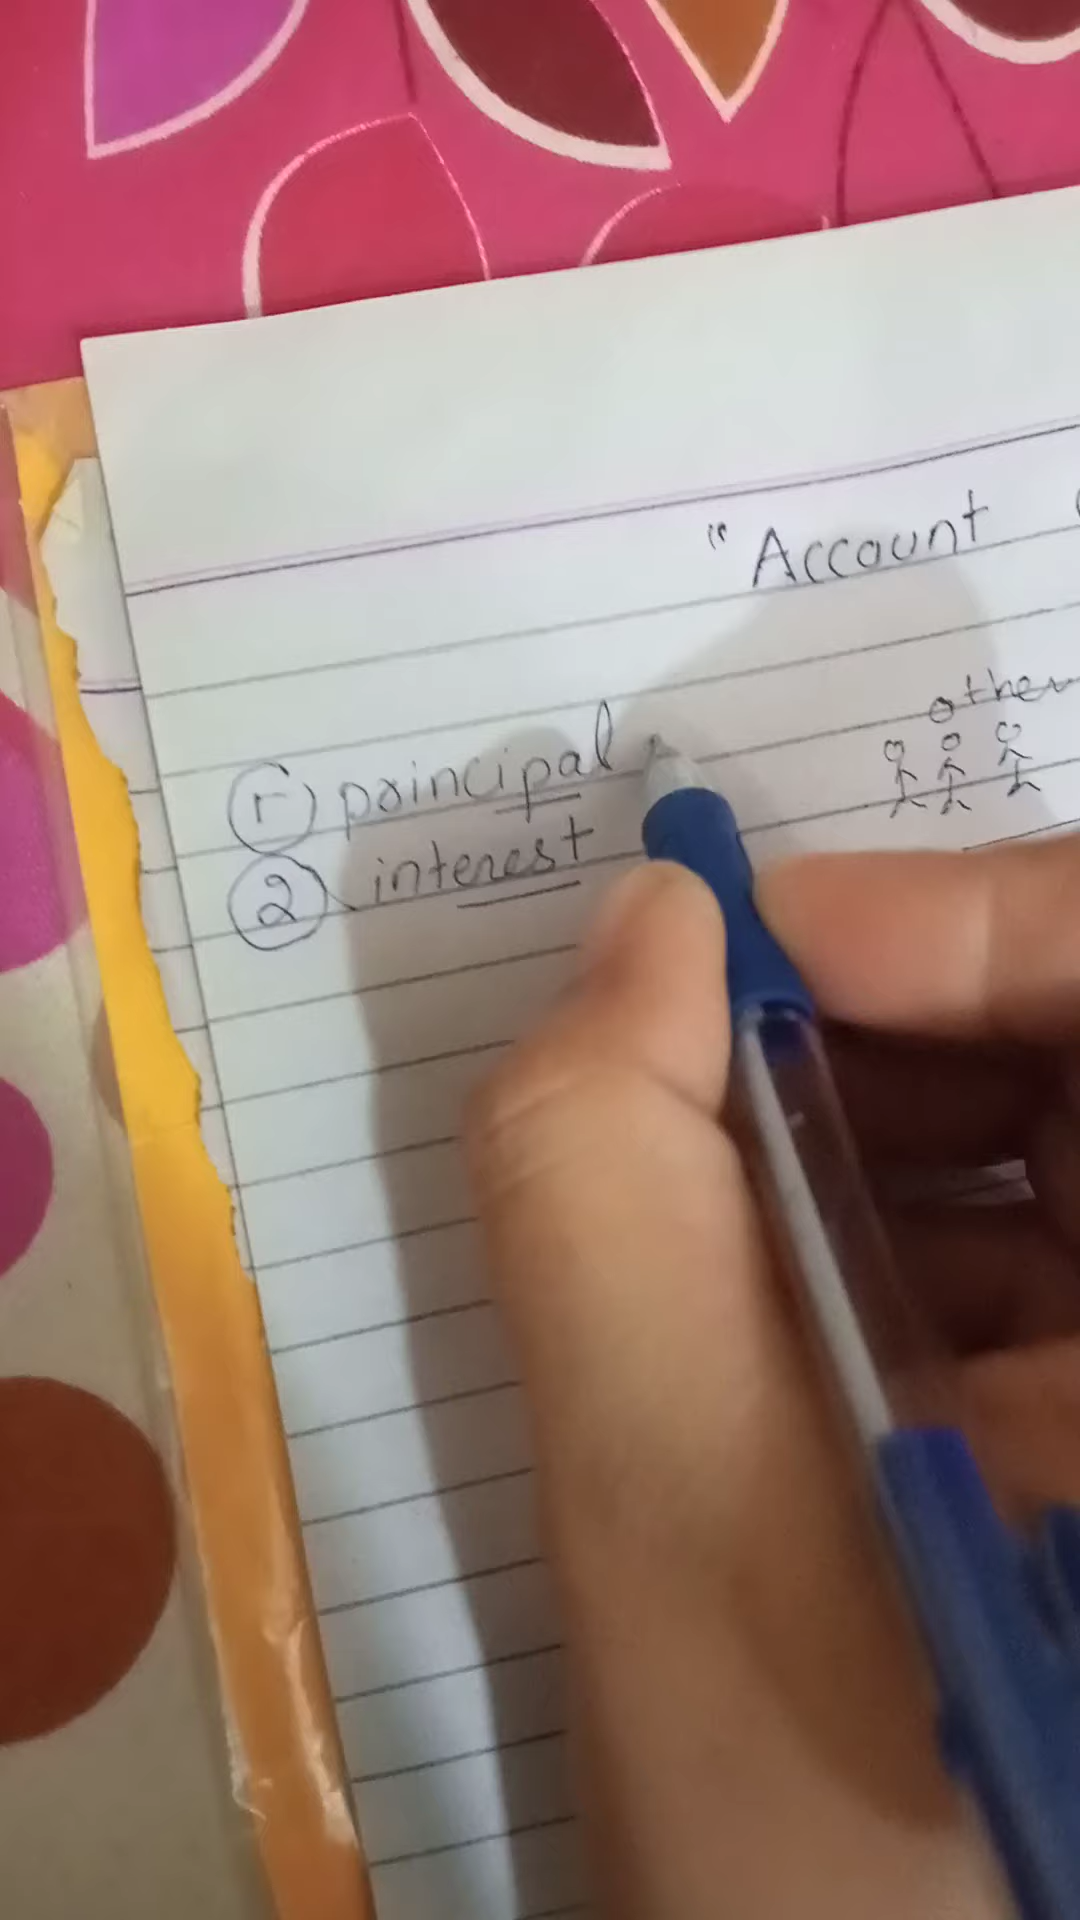 "Account
other
① principal
② interest